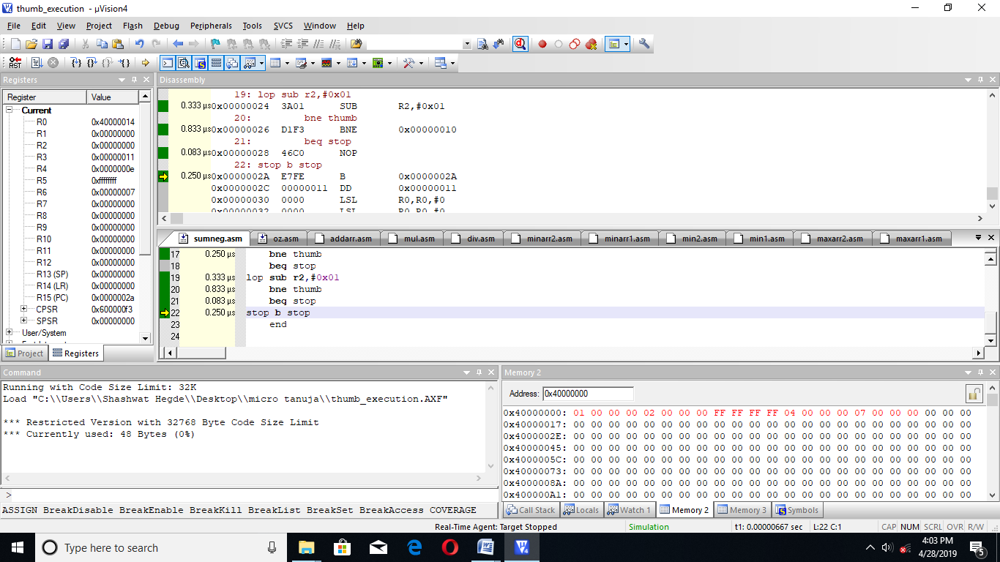 thumb_execution - µVision4
File Edit View Project Flash Debug Peripherals Tools SVCS Window Help
Registers
Register Value
Current
R0 0x40000014
R1 0x00000000
R2 0x00000000
R3 0x00000011
R4 0x0000000e
R5 0xffffffff
R6 0x00000007
R7 0x00000000
R8 0x00000000
R9 0x00000000
R10 0x00000000
R11 0x00000000
R12 0x00000000
R13 (SP) 0x00000000
R14 (LR) 0x00000000
R15 (PC) 0x0000002a
CPSR 0x600000f3
SPSR 0x00000000
User/System
Project Registers
Disassembly
19: lop sub r2,#0x01
0.333 µs 0x00000024 3A01 SUB R2,#0x01
20: bne thumb
0.833 µs 0x00000026 D1F3 BNE 0x00000010
21: beq stop
0.083 µs 0x00000028 46C0 NOP
22: stop b stop
0.250 µs 0x0000002A E7FE B 0x0000002A
0x0000002C 00000011 DD 0x00000011
0x00000030 0000 LSL R0,R0,#0
0x00000032 0000 LSL R0,R0,#0
sumneg.asm oz.asm addarr.asm mul.asm div.asm minarr2.asm minarr1.asm min2.asm min1.asm maxarr2.asm maxarr1.asm
17 0.250 µs bne thumb
18 beq stop
19 0.333 µs lop sub r2,#0x01
20 0.833 µs bne thumb
21 0.083 µs beq stop
22 0.250 µs stop b stop
23 end
24
Command
Running with Code Size Limit: 32K
Load "C:\\Users\\Shashwat Hegde\\Desktop\\micro tanuja\\thumb_execution.AXF"
*** Restricted Version with 32768 Byte Code Size Limit
*** Currently used: 48 Bytes (0%)
>
ASSIGN BreakDisable BreakEnable BreakKill BreakList BreakSet BreakAccess COVERAGE
Memory 2
Address: 0x40000000
0x40000000: 01 00 00 00 02 00 00 00 FF FF FF FF 04 00 00 00 07 00 00 00 00 00 00
0x40000017: 00 00 00 00 00 00 00 00 00 00 00 00 00 00 00 00 00 00 00 00 00 00 00
0x4000002E: 00 00 00 00 00 00 00 00 00 00 00 00 00 00 00 00 00 00 00 00 00 00 00
0x40000045: 00 00 00 00 00 00 00 00 00 00 00 00 00 00 00 00 00 00 00 00 00 00 00
0x4000005C: 00 00 00 00 00 00 00 00 00 00 00 00 00 00 00 00 00 00 00 00 00 00 00
0x40000073: 00 00 00 00 00 00 00 00 00 00 00 00 00 00 00 00 00 00 00 00 00 00 00
0x4000008A: 00 00 00 00 00 00 00 00 00 00 00 00 00 00 00 00 00 00 00 00 00 00 00
0x400000A1: 00 00 00 00 00 00 00 00 00 00 00 00 00 00 00 00 00 00 00 00 00 00 00
Call Stack Locals Watch 1 Memory 2 Memory 3 Symbols
Real-Time Agent: Target Stopped Simulation t1: 0.00000667 sec L:22 C:1 CAP NUM SCRL OVR R/W
Type here to search
4:03 PM
4/28/2019
5